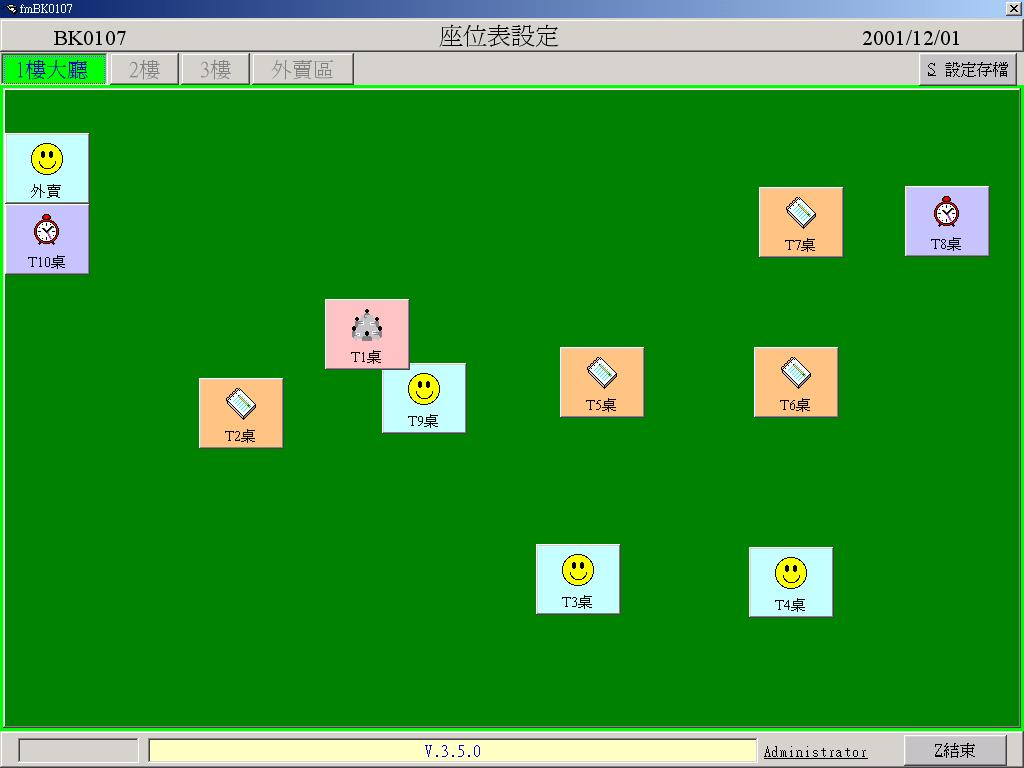 fmBK0107
BK0107 座位表設定 2001/12/01
1樓大廳 2樓 3樓 外賣區 S 設定存檔
外賣
T10桌
T7桌
T8桌
T1桌
T9桌
T2桌
T5桌
T6桌
T3桌
T4桌
V.3.5.0 Administrator Z結束